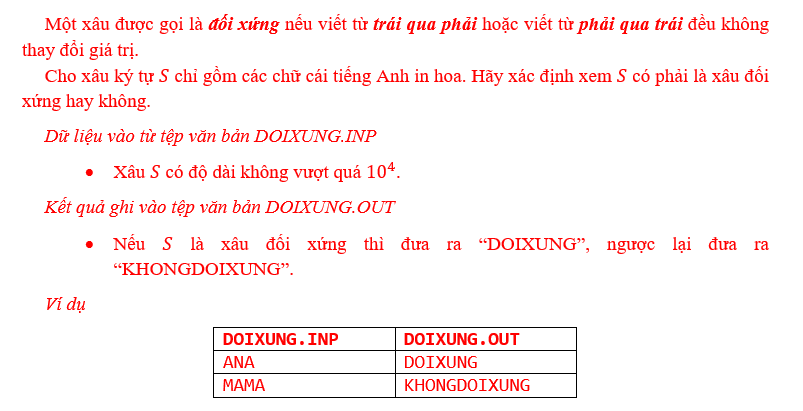 Một xâu được gọi là đối xứng nếu viết từ trái qua phải hoặc viết từ phải qua trái đều không
thay đổi giá trị.
Cho xâu ký tự S chỉ gồm các chữ cái tiếng Anh in hoa. Hãy xác định xem S có phải là xâu đối
xứng hay không.
Dữ liệu vào từ tệp văn bản DOIXUNG.INP
• Xâu S có độ dài không vượt quá 10⁴.
Kết quả ghi vào tệp văn bản DOIXUNG.OUT
• Nếu S là xâu đối xứng thì đưa ra “DOIXUNG”, ngược lại đưa ra
“KHONGDOIXUNG”.
Ví dụ
DOIXUNG.INP DOIXUNG.OUT
ANA DOIXUNG
MAMA KHONGDOIXUNG